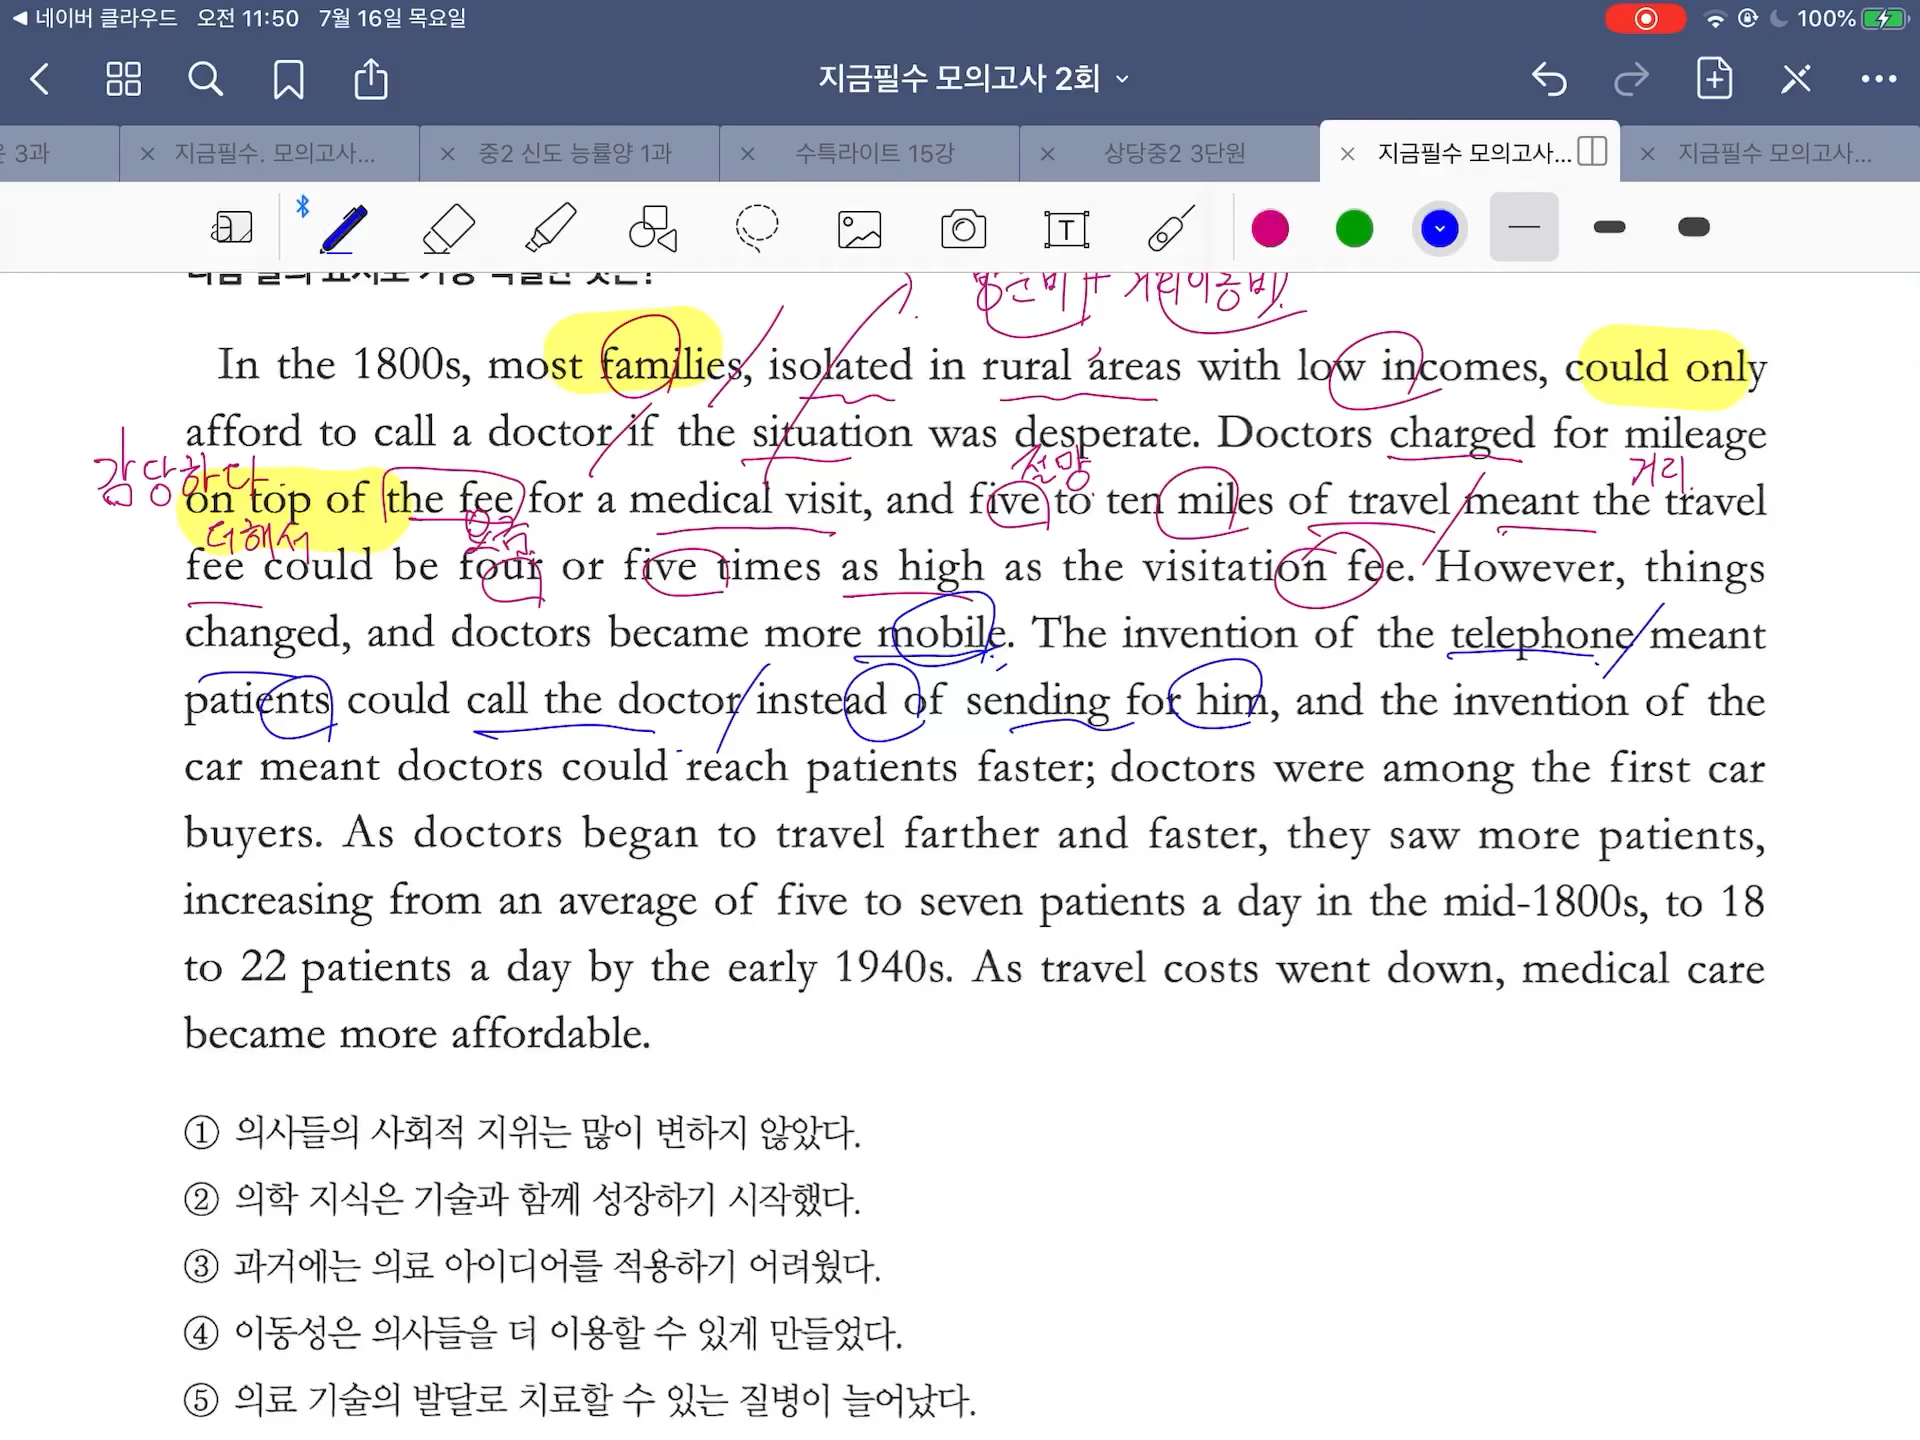 네이버 클라우드 오전 11:50 7월 16일 목요일 100%
지금필수 모의고사 2회
3과 지금필수. 모의고사... 중2 신도 능률양 1과 수특라이트 15강 상당중2 3단원 지금필수 모의고사... 지금필수 모의고사...
T
방문비 + 거리이동비.
In the 1800s, most families, isolated in rural areas with low incomes, could only
afford to call a doctor if the situation was desperate. Doctors charged for mileage
감당하다. 절망 거리.
on top of the fee for a medical visit, and five to ten miles of travel meant the travel
더해서 요금
fee could be four or five times as high as the visitation fee. However, things
changed, and doctors became more mobile. The invention of the telephone meant
patients could call the doctor instead of sending for him, and the invention of the
car meant doctors could reach patients faster; doctors were among the first car
buyers. As doctors began to travel farther and faster, they saw more patients,
increasing from an average of five to seven patients a day in the mid-1800s, to 18
to 22 patients a day by the early 1940s. As travel costs went down, medical care
became more affordable.
① 의사들의 사회적 지위는 많이 변하지 않았다.
② 의학 지식은 기술과 함께 성장하기 시작했다.
③ 과거에는 의료 아이디어를 적용하기 어려웠다.
④ 이동성은 의사들을 더 이용할 수 있게 만들었다.
⑤ 의료 기술의 발달로 치료할 수 있는 질병이 늘어났다.